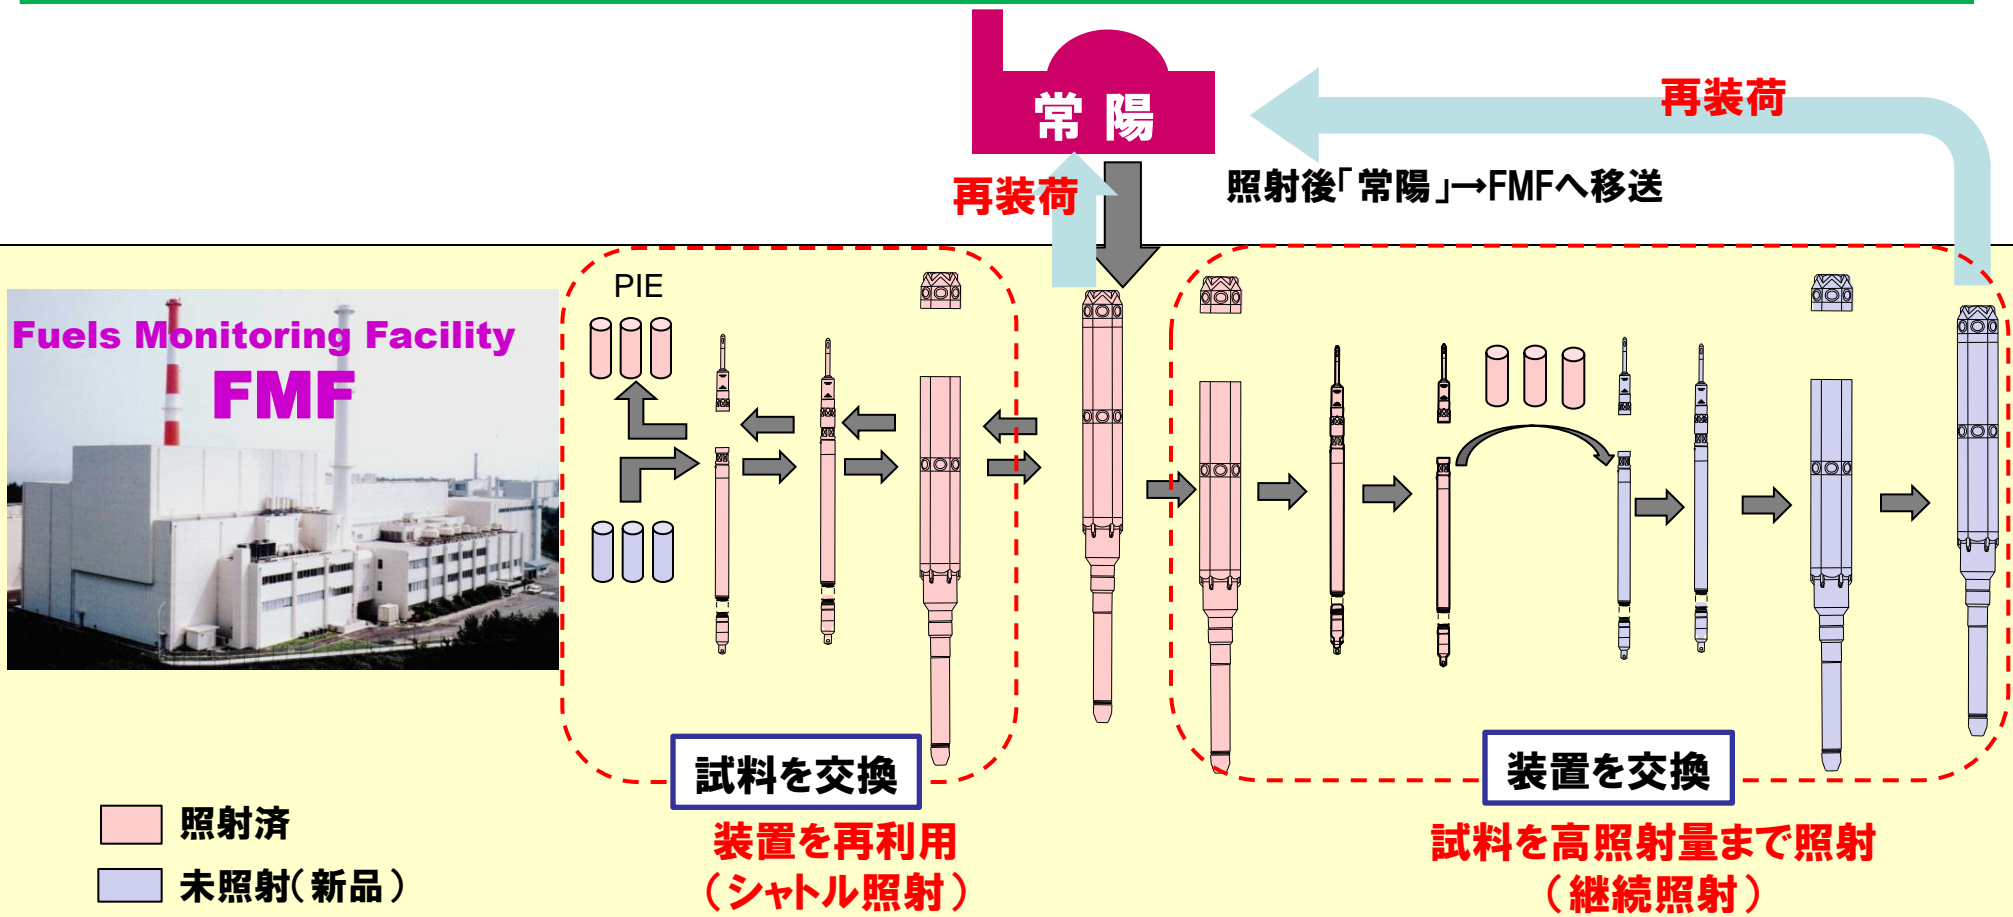 常 陽
再装荷
再装荷
照射後「常陽」→FMFへ移送
PIE
Fuels Monitoring Facility
FMF
試料を交換
装置を再利用
（シャトル照射）
装置を交換
試料を高照射量まで照射
（継続照射）
照射済
未照射（新品）